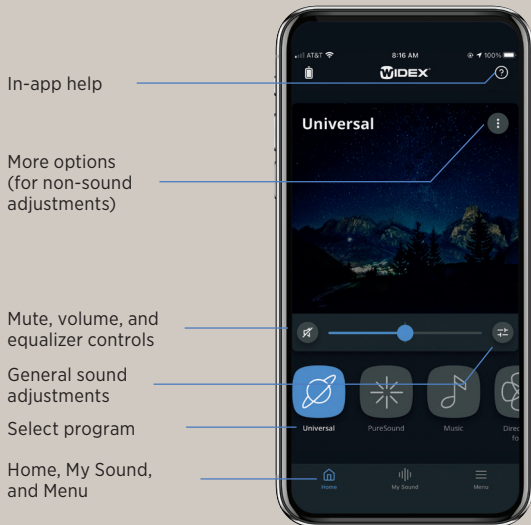 AT&T
8:16 AM
100%
WIDEX
In-app help
Universal
More options
(for non-sound
adjustments)
Mute, volume, and
equalizer controls
General sound
adjustments
Select program
Universal
PureSound
Music
Direc
fo
Home, My Sound,
and Menu
Home
My Sound
Menu